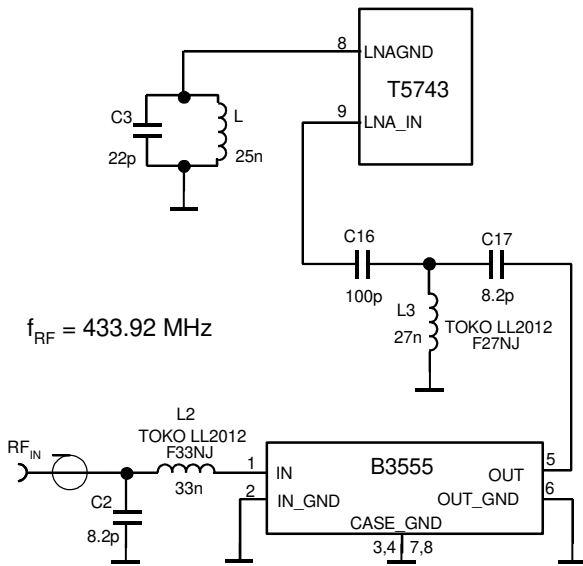 8
LNAGND
T5743
C3
L
9
LNA_IN
22p
25n
C16
C17
100p
8.2p
L3
TOKO LL2012
27n
F27NJ
fRF = 433.92 MHz
L2
TOKO LL2012
F33NJ
RFIN
33n
1
IN
B3555
5
OUT
2
IN_GND
OUT_GND
6
C2
8.2p
CASE_GND
3,4
7,8